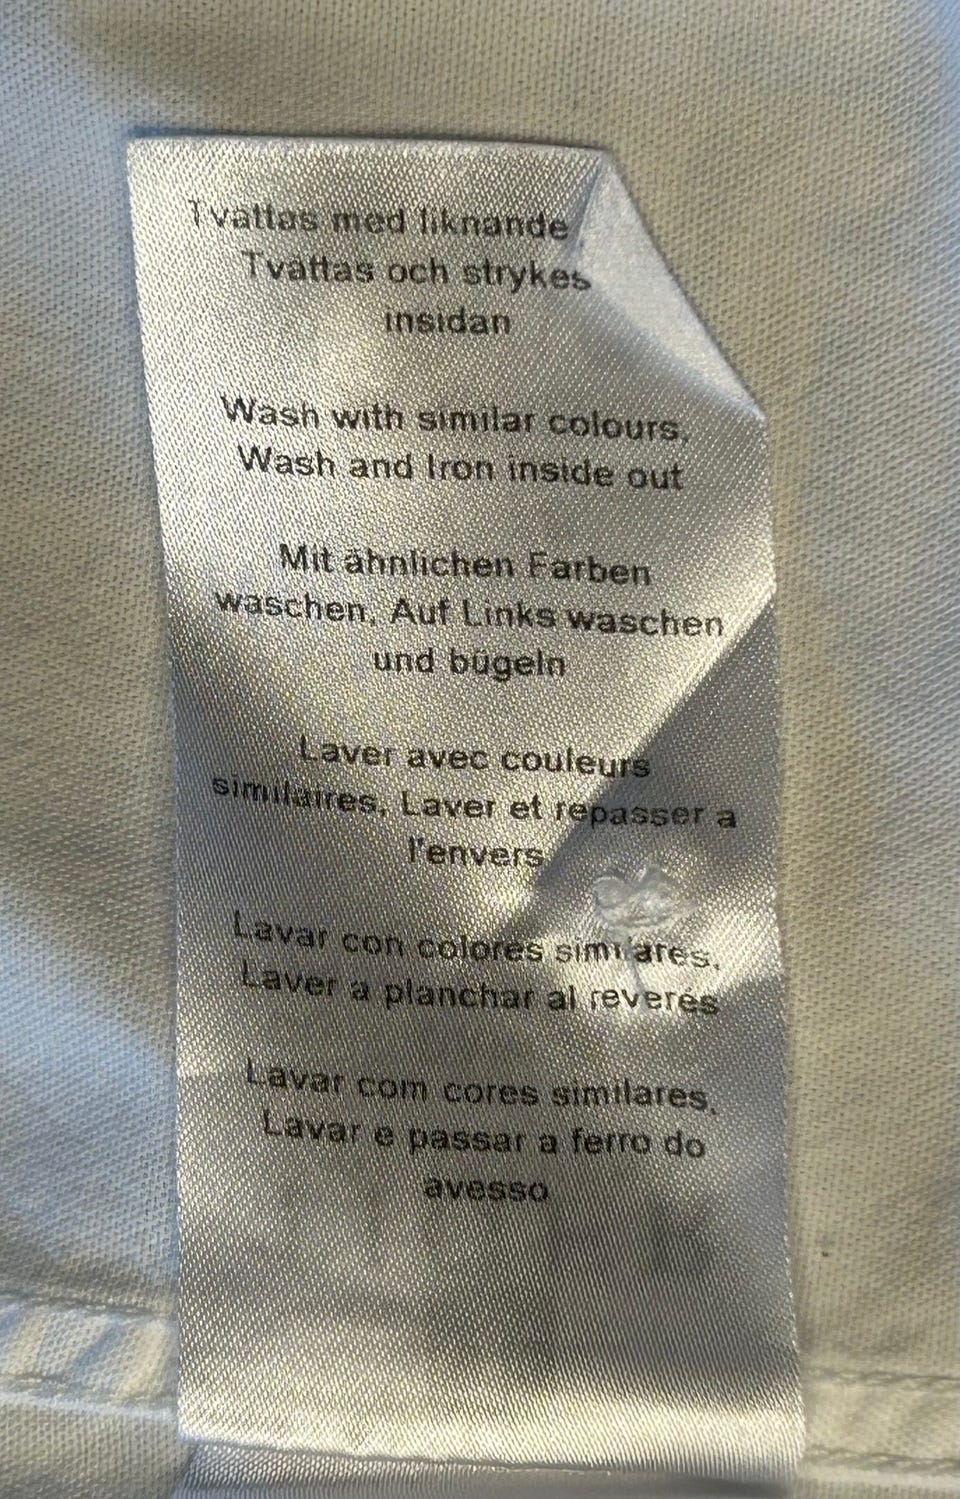 Tvättas med liknande
Tvättas och strykes
insidan
Wash with similar colours,
Wash and Iron inside out
Mit ähnlichen Farben
waschen, Auf Links waschen
und bügeln
Laver avec couleurs
similaires, Laver et repasser a
l'envers
Lavar con colores similares,
Laver a planchar al reverés
Lavar com cores similares,
Lavar e passar a ferro do
avesso